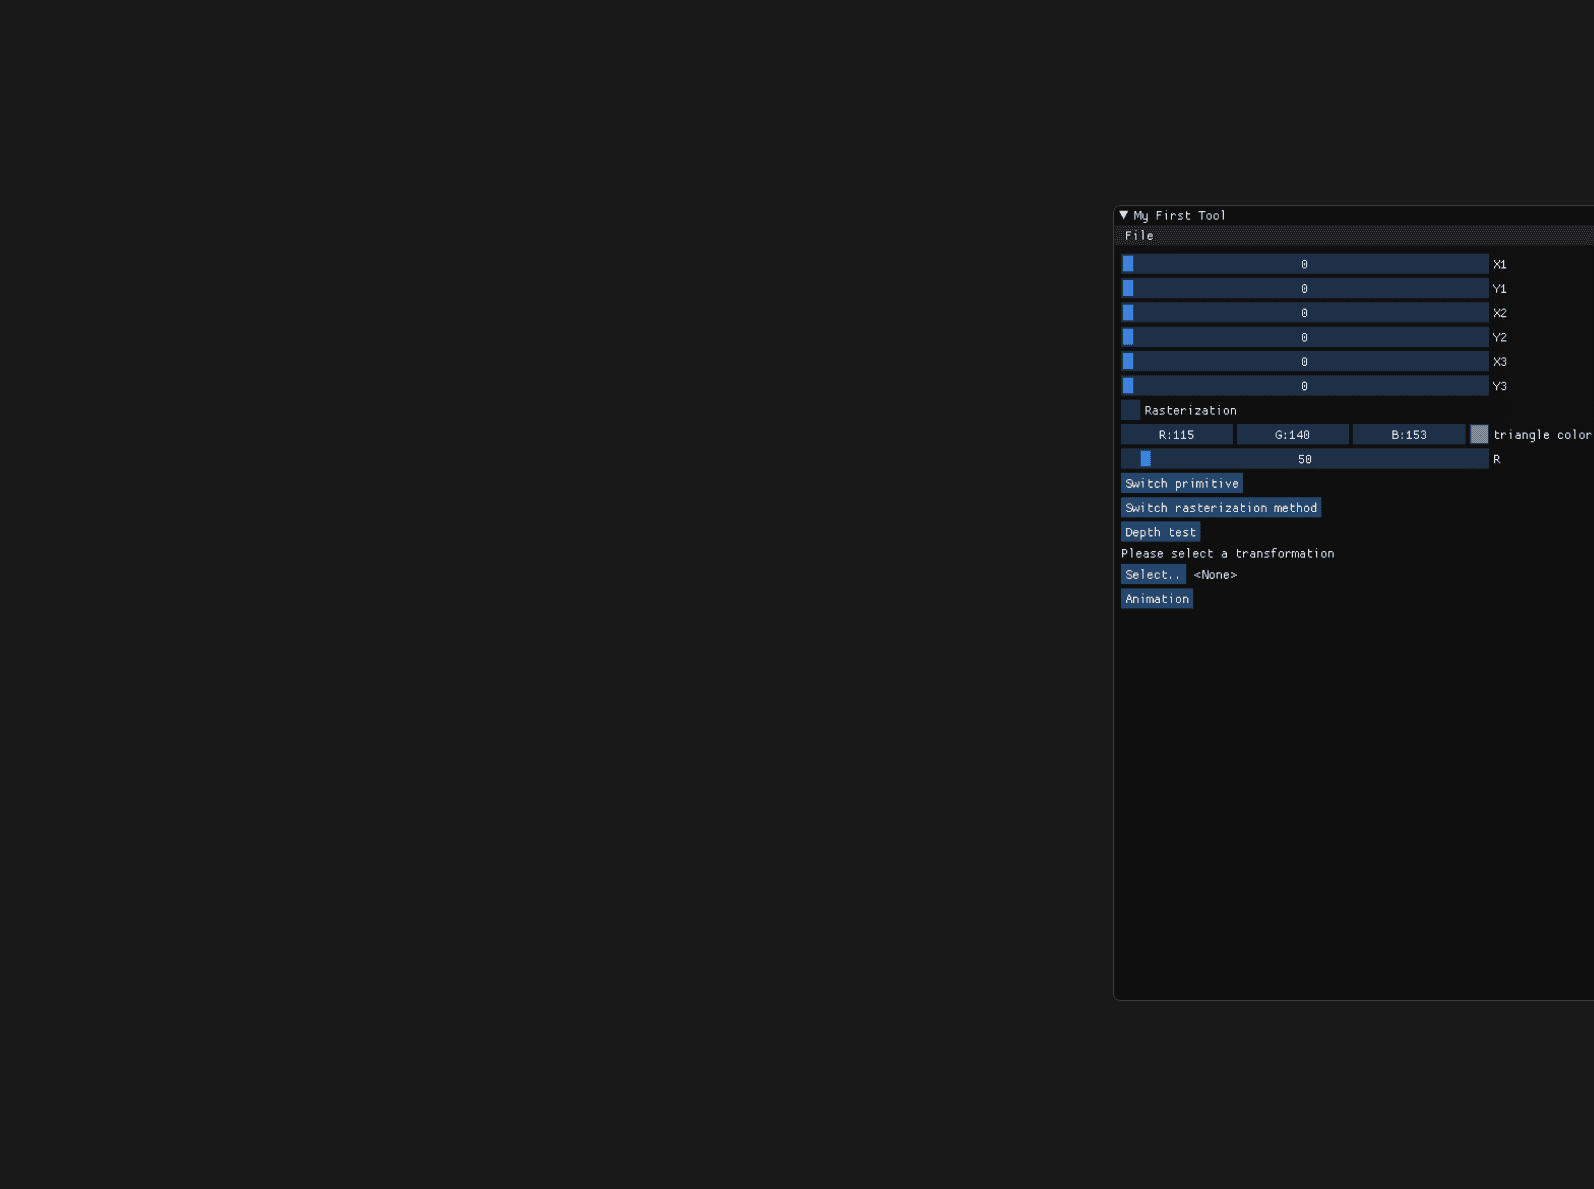 My First Tool
File
0 X1
0 Y1
0 X2
0 Y2
0 X3
0 Y3
Rasterization
R:115 G:140 B:153 triangle color
50 R
Switch primitive
Switch rasterization method
Depth test
Please select a transformation
Select.. <None>
Animation